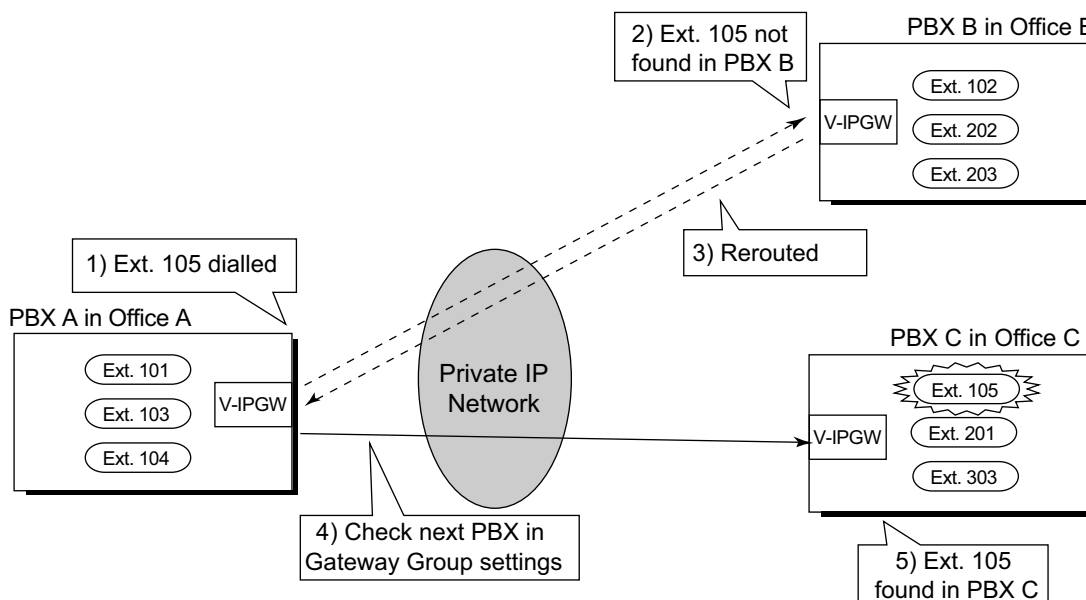 2) Ext. 105 not
found in PBX B
PBX B in Office B
Ext. 102
V-IPGW
Ext. 202
Ext. 203
3) Rerouted
1) Ext. 105 dialled
PBX A in Office A
Ext. 101
V-IPGW
Ext. 103
Ext. 104
Private IP
Network
PBX C in Office C
Ext. 105
V-IPGW
Ext. 201
Ext. 303
4) Check next PBX in
Gateway Group settings
5) Ext. 105
found in PBX C